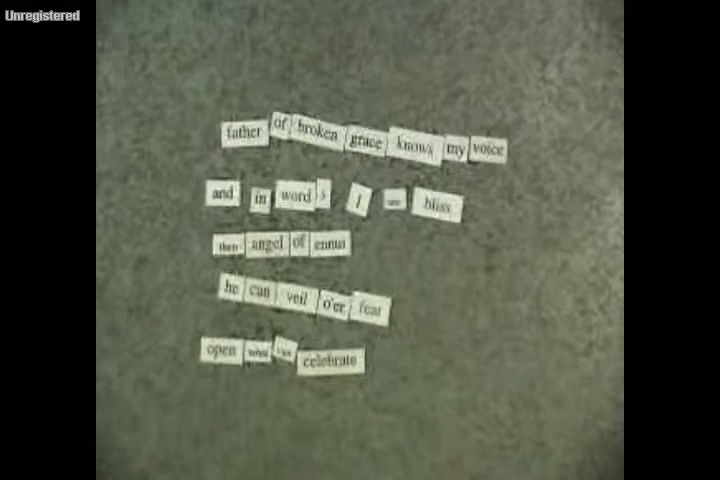 Unregistered
father of broken grace knows my voice
and in word s I bliss
their angel of ennui
he can veil o'er fear
open celebrate